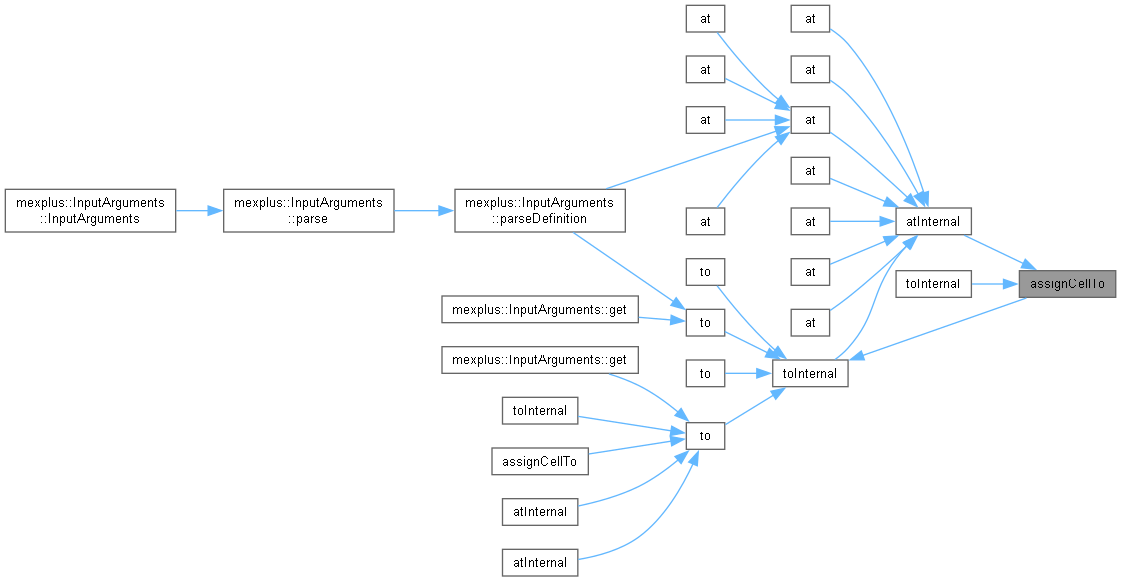 at
at
at
at
at
at
at
mexplus::InputArguments
::InputArguments
mexplus::InputArguments
::parse
mexplus::InputArguments
::parseDefinition
at
at
atInternal
to
at
toInternal
assignCellTo
mexplus::InputArguments::get
to
at
mexplus::InputArguments::get
to
toInternal
toInternal
to
assignCellTo
atInternal
atInternal